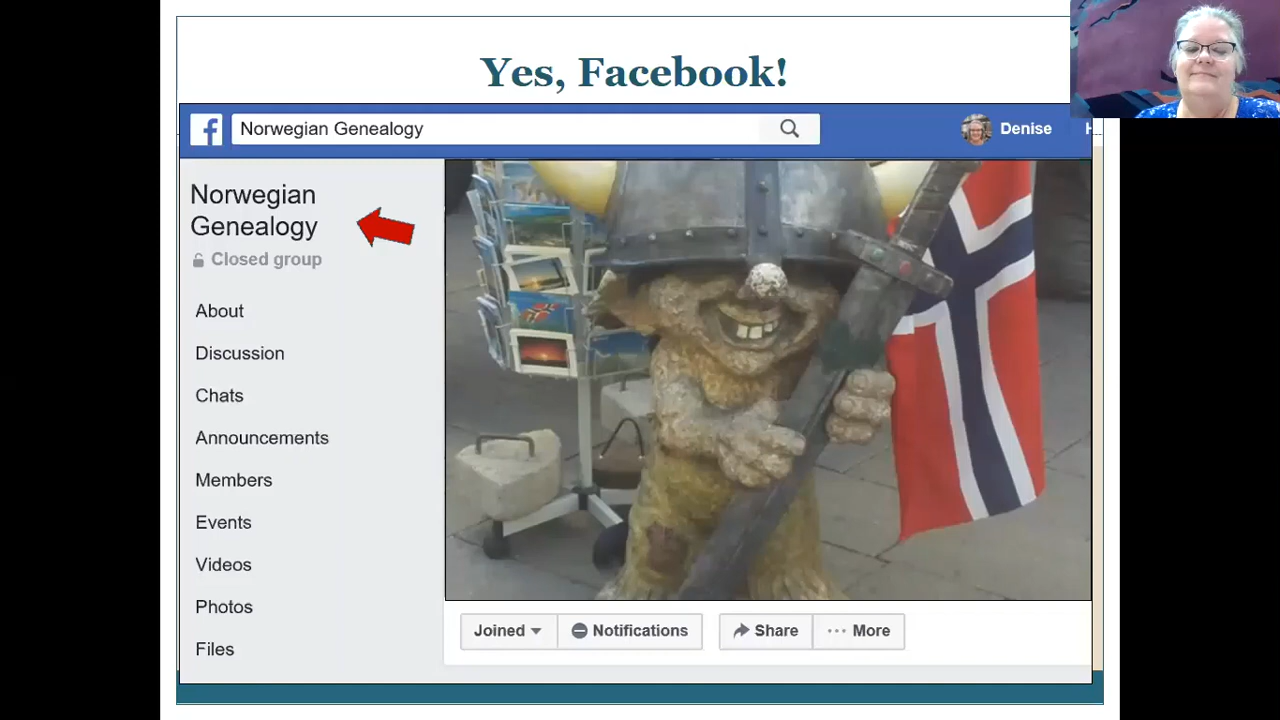 Yes, Facebook!
Norwegian Genealogy
Denise
H
Norwegian
Genealogy
Closed group
About
Discussion
Chats
Announcements
Members
Events
Videos
Photos
Files
Joined
Notifications
Share
More